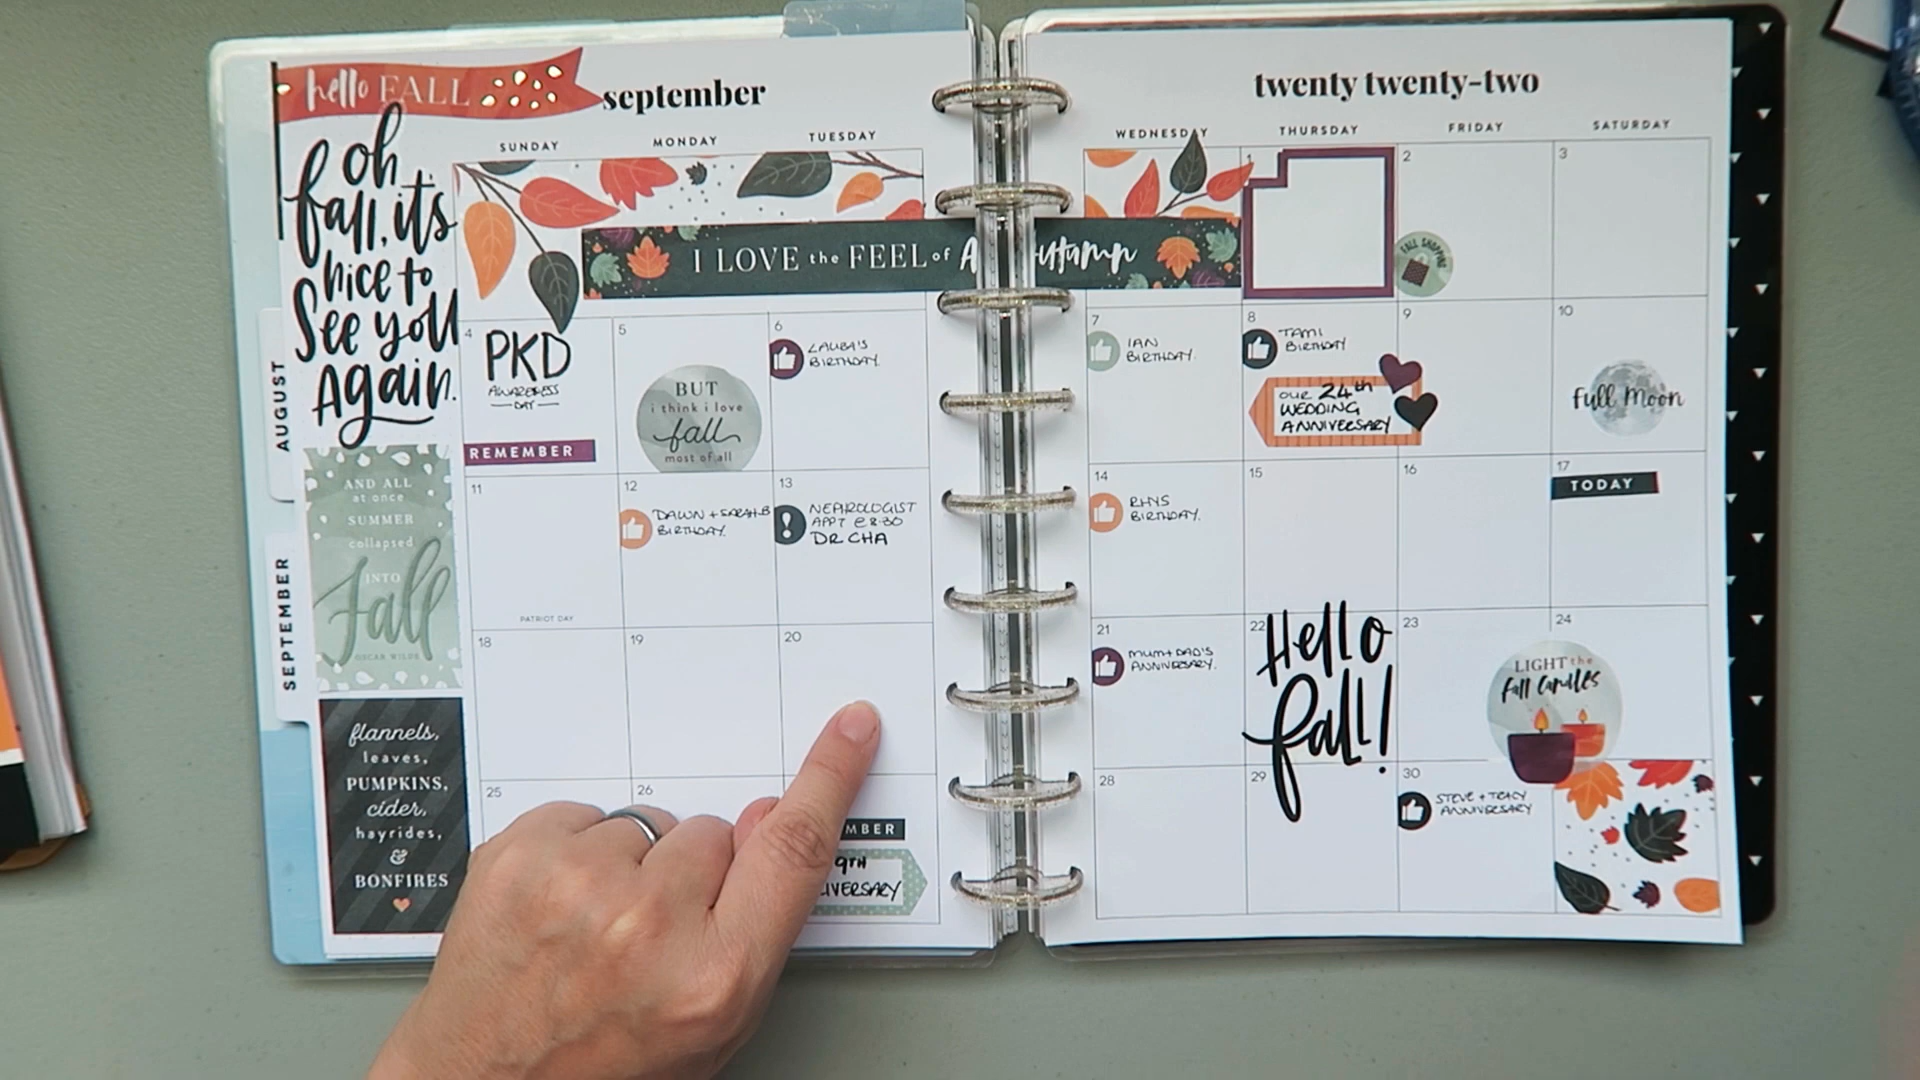 hello FALL
september
twenty twenty-two
SUNDAY MONDAY TUESDAY
WEDNESDAY THURSDAY FRIDAY SATURDAY
oh
fall, it's
nice to
See you
Again.
I LOVE the FEEL of Autumn
1
2
FALL SHOPPING
3
4
PKD
AWARENESS
DAY
REMEMBER
5
BUT
i think i love
fall
most of all
6
LAURA'S
BIRTHDAY.
7
IAN
BIRTHDAY.
8
TAMI
BIRTHDAY
OUR 24th
WEDDING
ANNIVERSARY
9
10
Full Moon
AUGUST
SEPTEMBER
AND ALL
at once
SUMMER
collapsed
INTO
Fall
OSCAR WILDE
11
PATRIOT DAY
12
DAWN + SARAH.B
BIRTHDAY.
13
NEPHROLOGIST
APPT @ 8:30
DR CHA
14
RHYS
BIRTHDAY.
15
16
17
TODAY
18
19
20
21
MUM + DAD'S
ANNIVERSARY.
22
Hello
fall!
23
24
LIGHT the
fall candles
flannels,
leaves,
PUMPKINS,
cider,
hayrides,
&
BONFIRES
25
26
MBER
9TH
IVERSARY
28
29
30
STEVE + TRACY
ANNIVERSARY